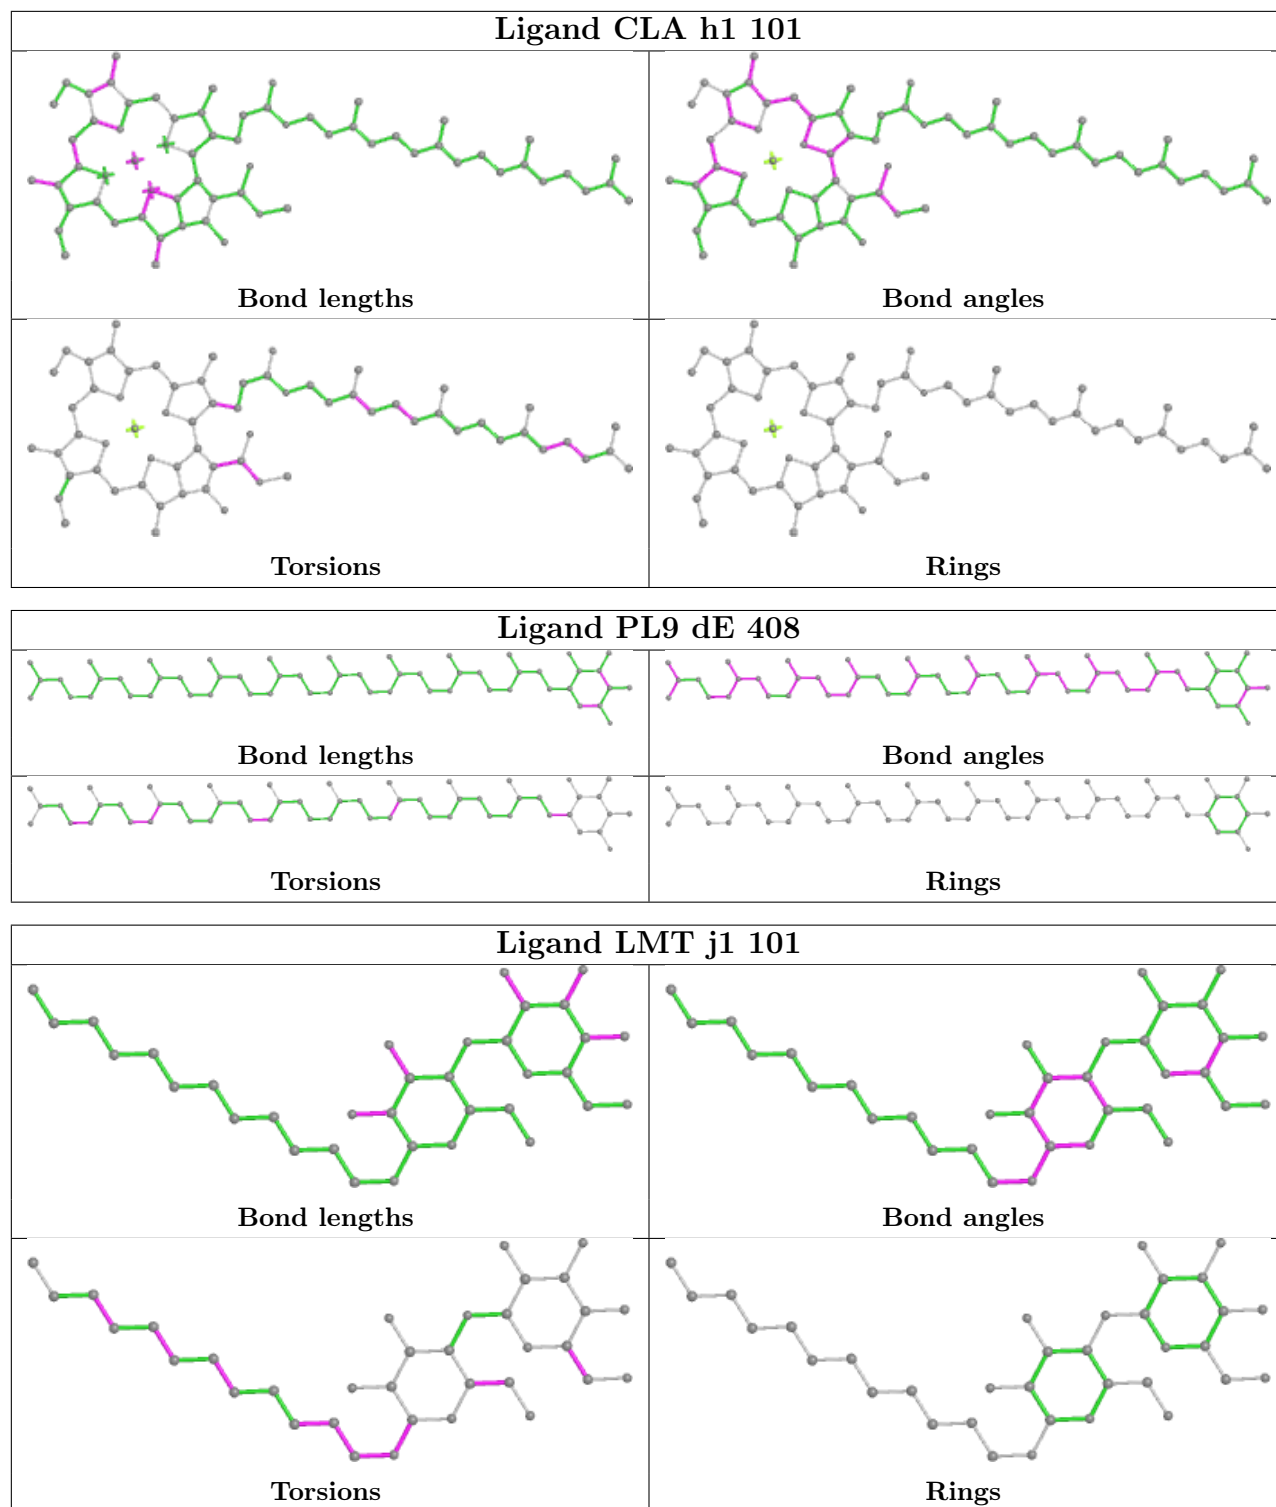 Ligand CLA h1 101
Bond lengths
Bond angles
Torsions
Rings
Ligand PL9 dE 408
Bond lengths
Bond angles
Torsions
Rings
Ligand LMT j1 101
Bond lengths
Bond angles
Torsions
Rings